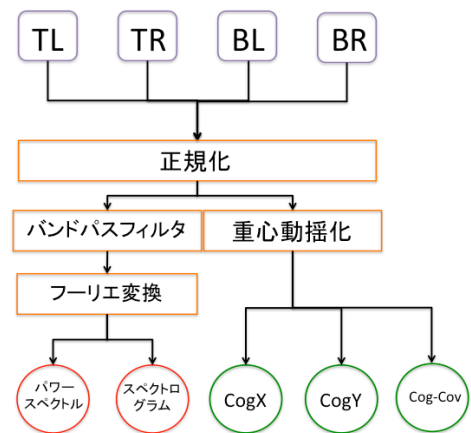 TL TR BL BR
正規化
バンドパスフィルタ 重心動揺化
フーリエ変換
パワー
スペクトル
スペクトロ
グラム
CogX
CogY
Cog-Cov